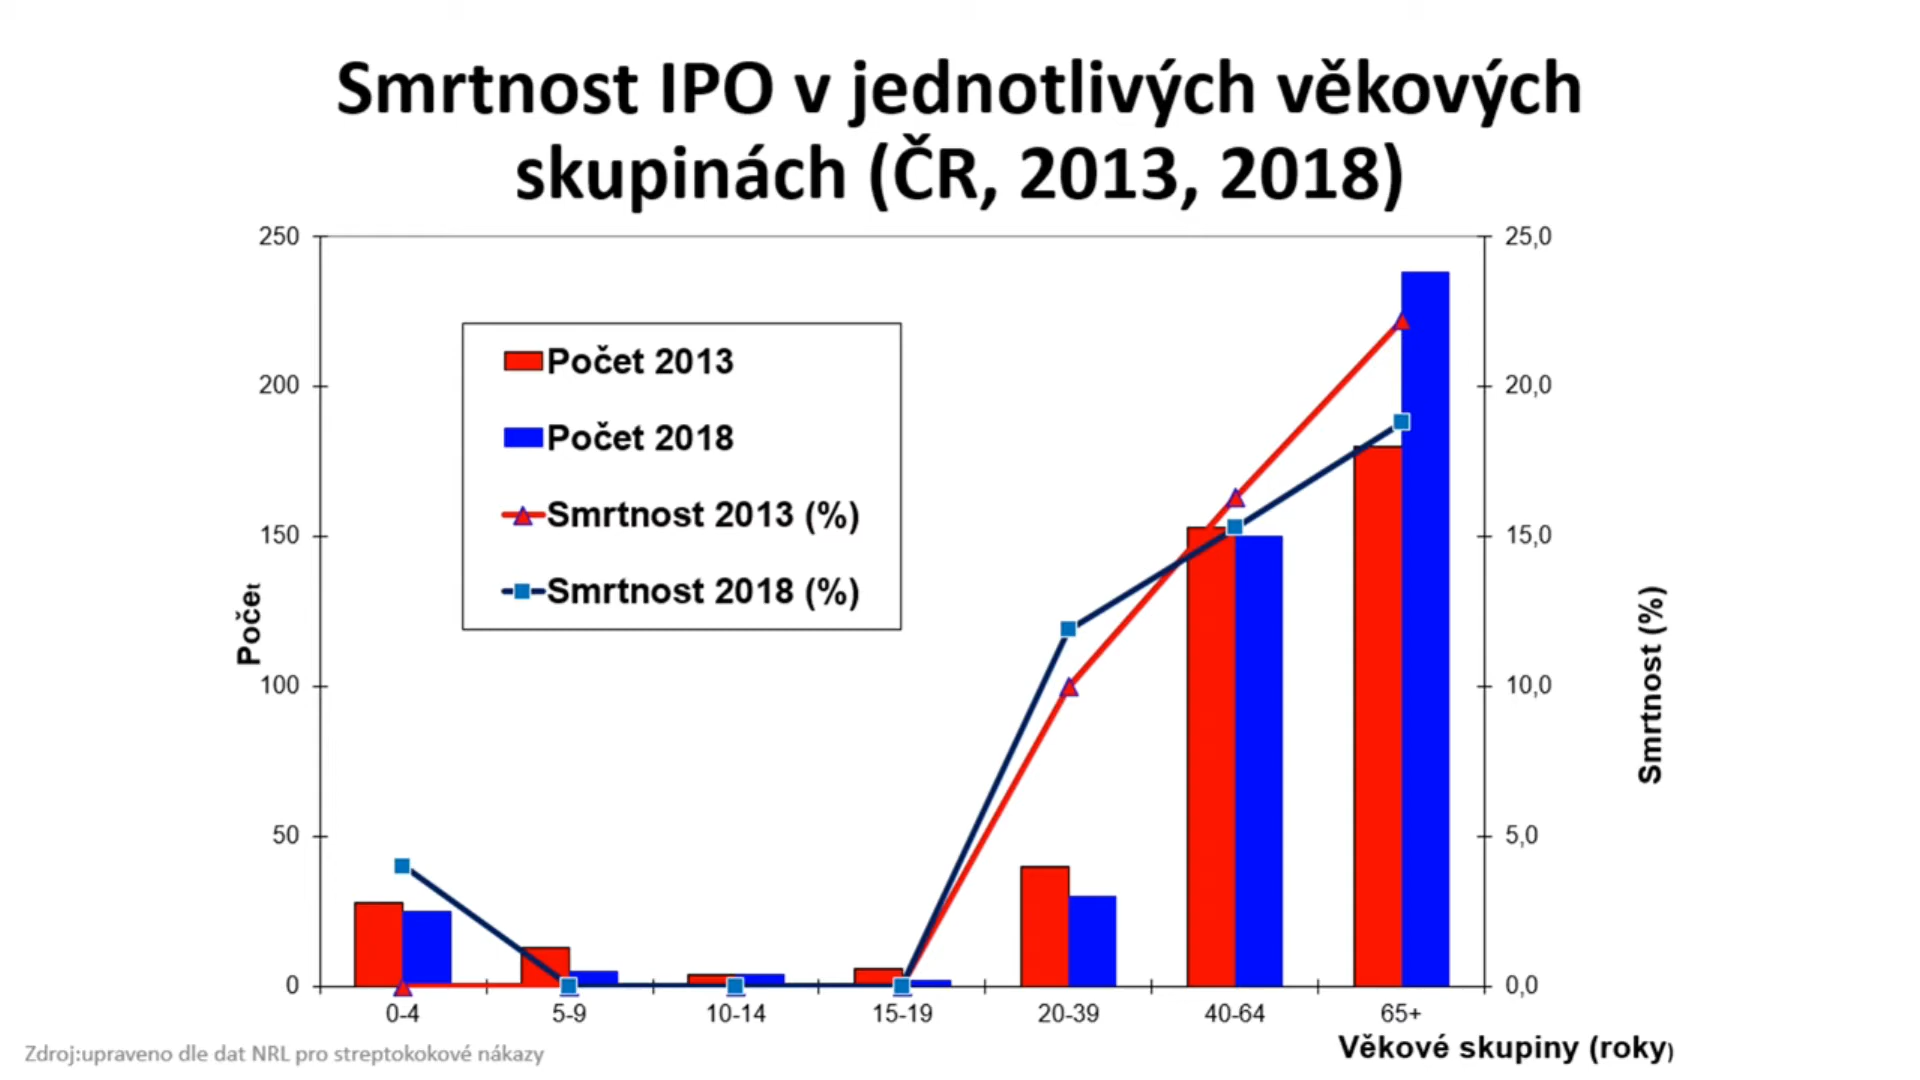 Smrtnost IPO v jednotlivých věkových
skupinách (ČR, 2013, 2018)
250
200
150
100
50
0
Počet
Počet 2013
Počet 2018
Smrtnost 2013 (%)
Smrtnost 2018 (%)
25,0
20,0
15,0
10,0
5,0
0,0
Smrtnost (%)
0-4 5-9 10-14 15-19 20-39 40-64 65+
Věkové skupiny (roky)
Zdroj:upraveno dle dat NRL pro streptokokové nákazy